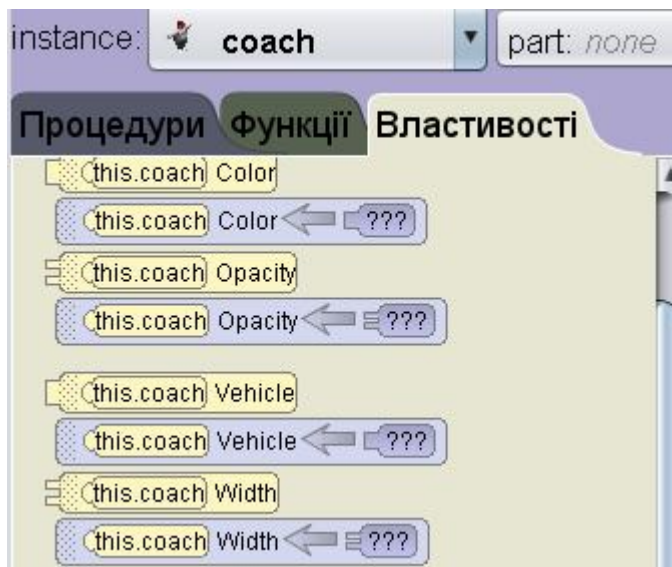 instance: coach part: none
Процедури Функції Властивості
this.coach Color
this.coach Color ???
this.coach Opacity
this.coach Opacity ???
this.coach Vehicle
this.coach Vehicle ???
this.coach Width
this.coach Width ???